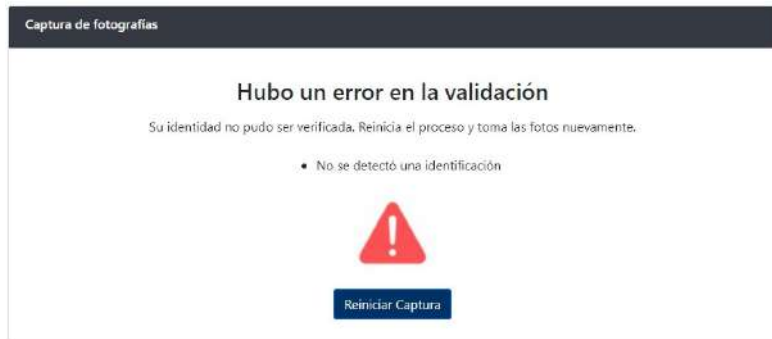 Captura de fotografías
Hubo un error en la validación
Su identidad no pudo ser verificada. Reinicia el proceso y toma las fotos nuevamente.
• No se detectó una identificación
Reiniciar Captura